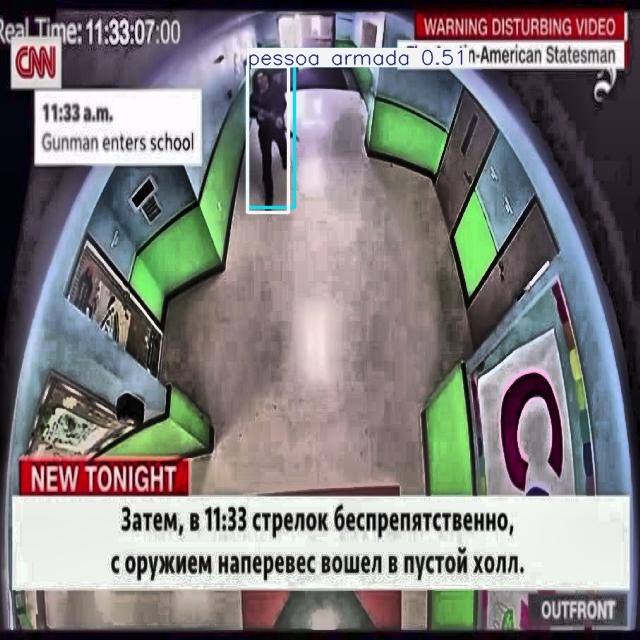 Real Time: 11:33:07:00
WARNING DISTURBING VIDEO
CNN
n-American Statesman
pessoa armada 0.51
11:33 a.m.
Gunman enters school
C
NEW TONIGHT
Затем, в 11:33 стрелок беспрепятственно,
с оружием наперевес вошел в пустой холл.
OUTFRONT